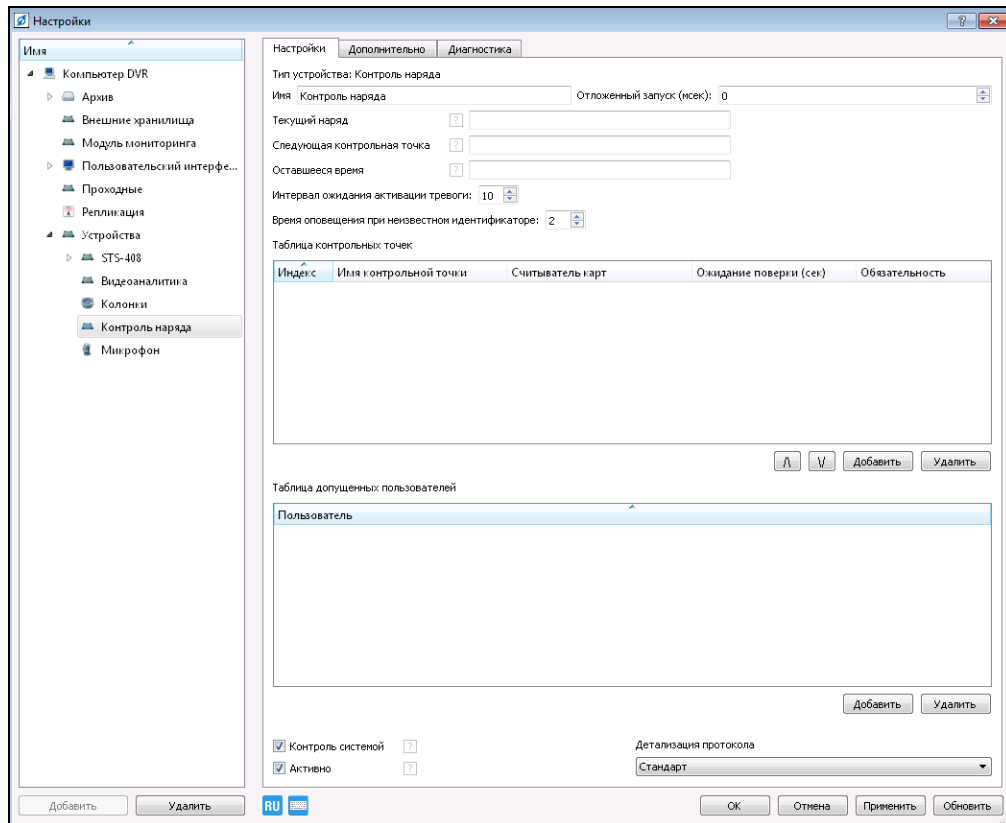 Настройки
Имя
Компьютер DVR
Архив
Внешние хранилища
Модуль мониторинга
Пользовательский интерфе...
Проходные
Репликация
Устройства
STS-408
Видеоаналитика
Колонки
Контроль наряда
Микрофон
Добавить Удалить
Настройки Дополнительно Диагностика
Тип устройства: Контроль наряда
Имя Контроль наряда Отложенный запуск (мсек): 0
Текущий наряд ?
Следующая контрольная точка ?
Оставшееся время ?
Интервал ожидания активации тревоги: 10
Время оповещения при неизвестном идентификаторе: 2
Таблица контрольных точек
Индекс Имя контрольной точки Считыватель карт Ожидание поверки (сек) Обязательность
/\ \/ Добавить Удалить
Таблица допущенных пользователей
Пользователь
Добавить Удалить
Контроль системой ? Детализация протокола
Активно ? Стандарт
RU OK Отмена Применить Обновить